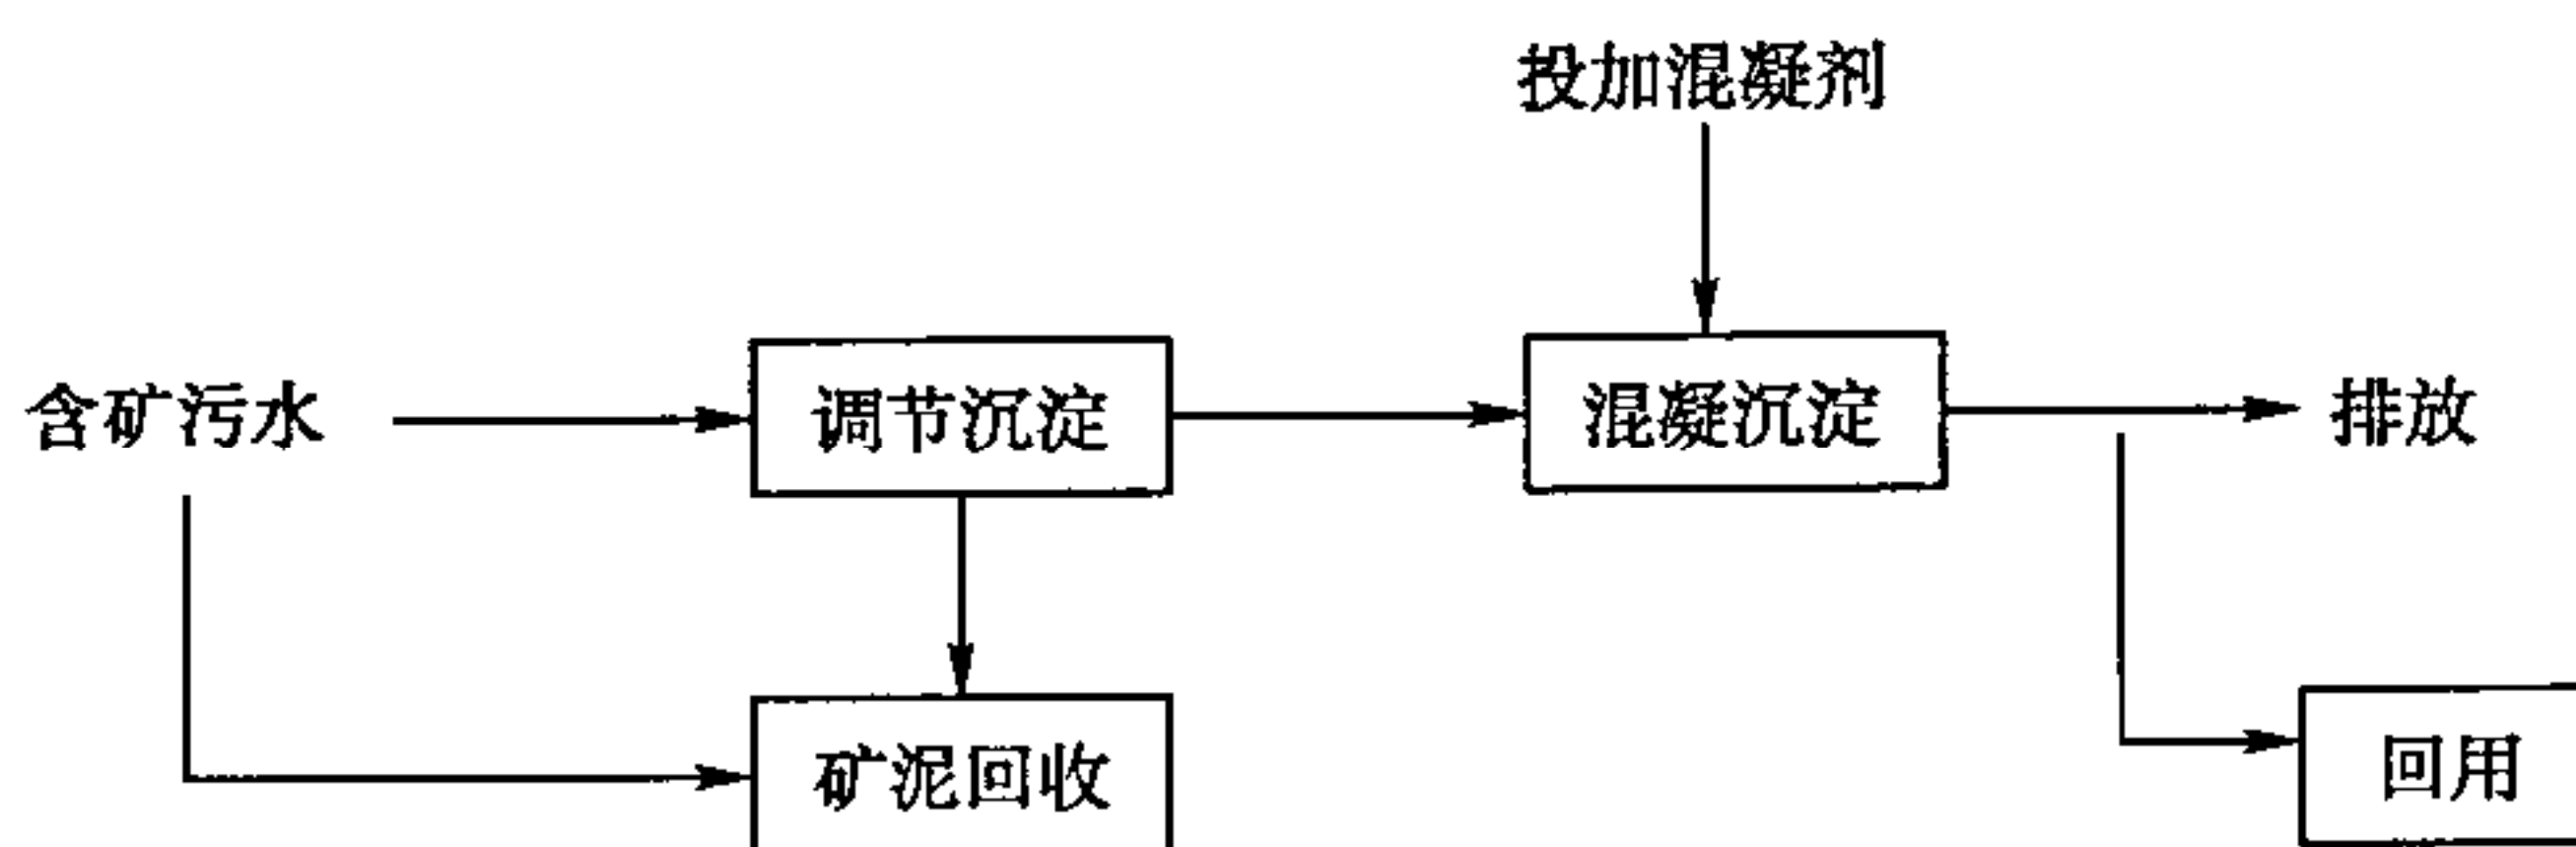 投加混凝剂
含矿污水
调节沉淀
混凝沉淀
排放
矿泥回收
回用